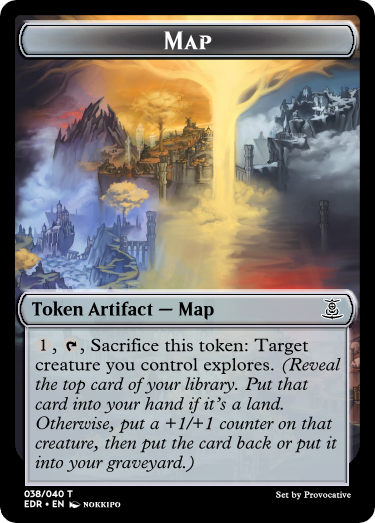 Map
Token Artifact — Map
1, T, Sacrifice this token: Target
creature you control explores. (Reveal
the top card of your library. Put that
card into your hand if it's a land.
Otherwise, put a +1/+1 counter on that
creature, then put the card back or put it
into your graveyard.)
038/040 T
Set by Provocative
EDR • EN NOKKIPO